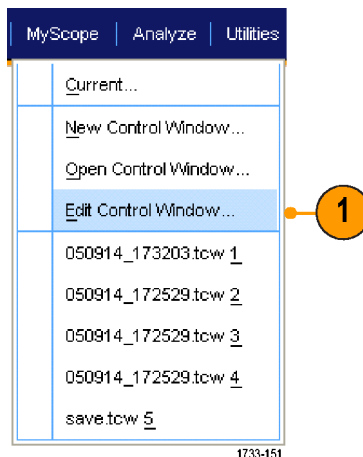 MyScope | Analyze | Utilities
Current...
New Control Window...
Open Control Window...
Edit Control Window...
1
050914_173203.tcw 1
050914_172529.tcw 2
050914_172529.tcw 3
050914_172529.tcw 4
save.tcw 5
1733-151